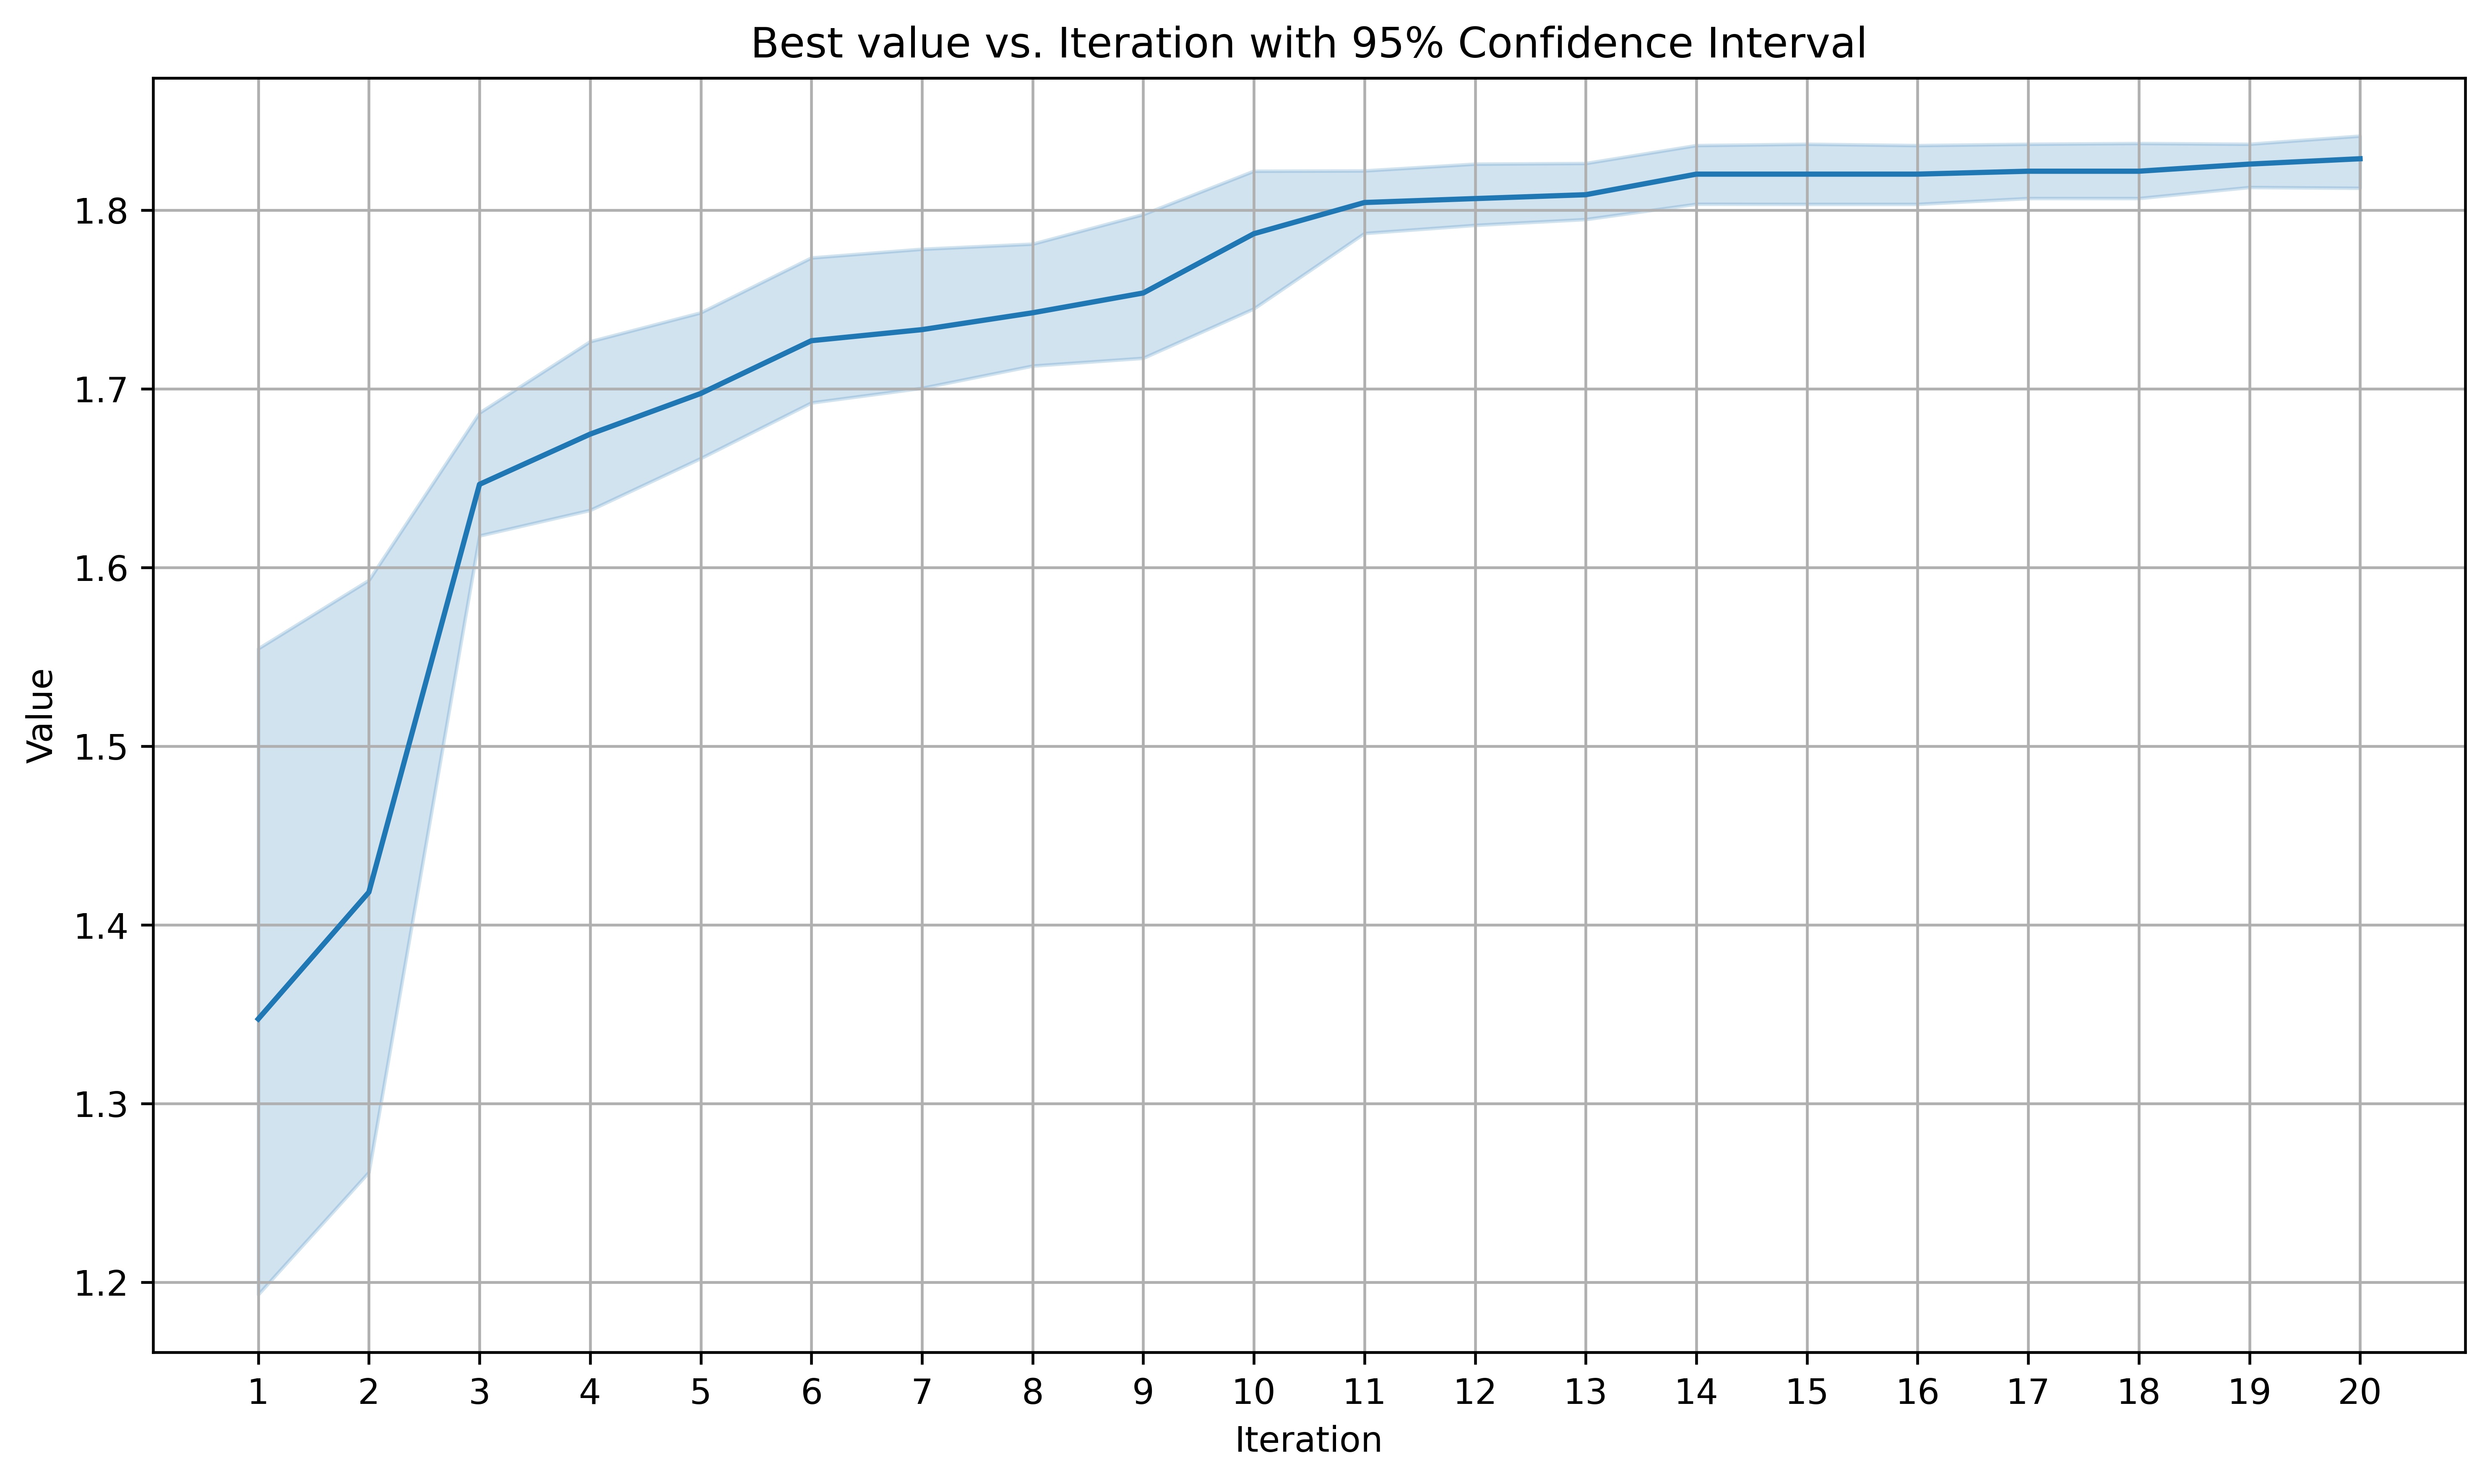 Best value vs. Iteration with 95% Confidence Interval
Value
1.8
1.7
1.6
1.5
1.4
1.3
1.2
1 2 3 4 5 6 7 8 9 10 11 12 13 14 15 16 17 18 19 20
Iteration